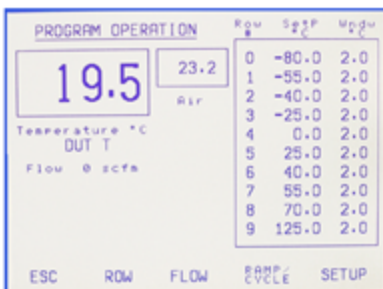 PROGRAM OPERATION
19.5
23.2
Air
Temperature °C
DUT T
Flow 0 scfm
Row SetP Wndw
# °C °C
0 -80.0 2.0
1 -55.0 2.0
2 -40.0 2.0
3 -25.0 2.0
4 0.0 2.0
5 25.0 2.0
6 40.0 2.0
7 55.0 2.0
8 70.0 2.0
9 125.0 2.0
ESC ROW FLOW RAMP/ SETUP
CYCLE